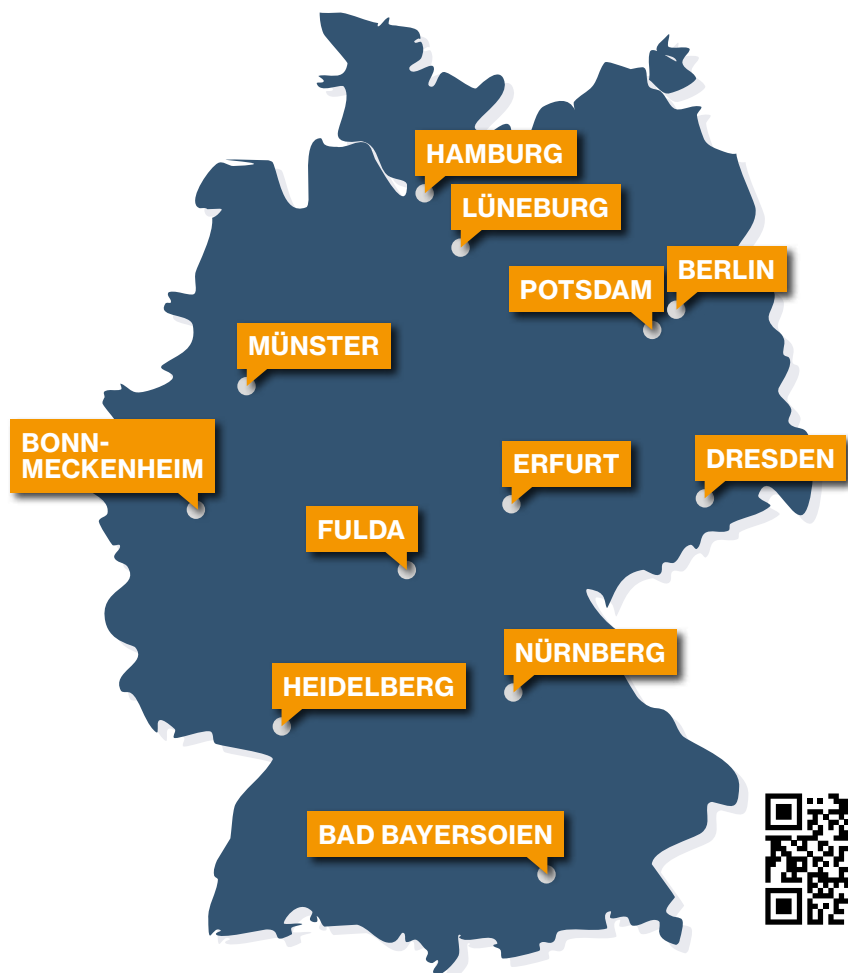 HAMBURG
LÜNEBURG
BERLIN
POTSDAM
MÜNSTER
BONN-
MECKENHEIM
ERFURT
DRESDEN
FULDA
NÜRNBERG
HEIDELBERG
BAD BAYERSOIEN